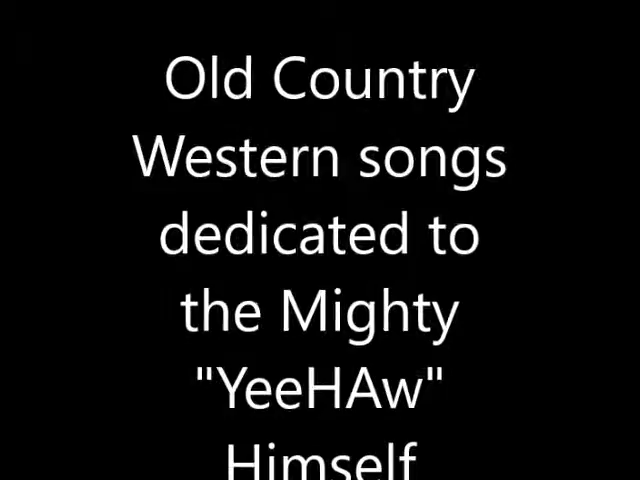 Old Country
Western songs
dedicated to
the Mighty
"YeeHAw"
Himself